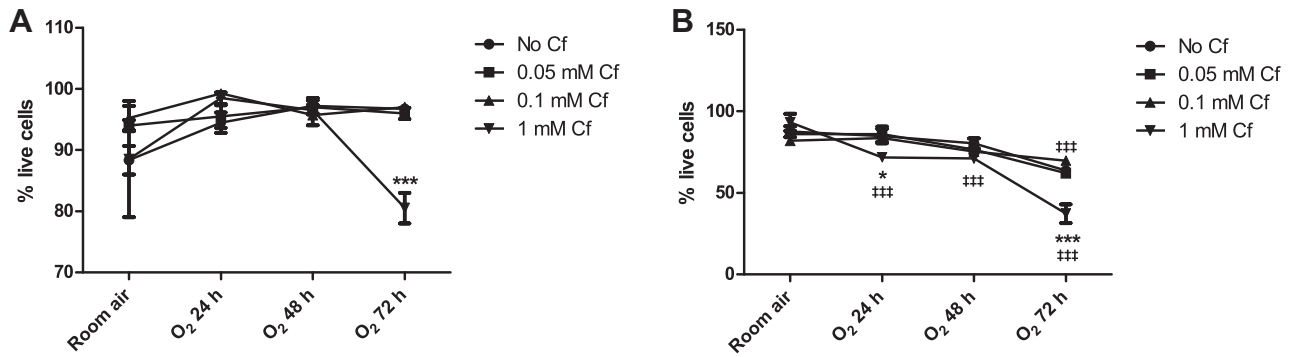 A
110
100
90
80
70
% live cells
***
Room air
O₂ 24 h
O₂ 48 h
O₂ 72 h
No Cf
0.05 mM Cf
0.1 mM Cf
1 mM Cf
B
150
100
50
0
% live cells
*
‡‡‡
‡‡‡
‡‡‡
***
‡‡‡
Room air
O₂ 24 h
O₂ 48 h
O₂ 72 h
No Cf
0.05 mM Cf
0.1 mM Cf
1 mM Cf